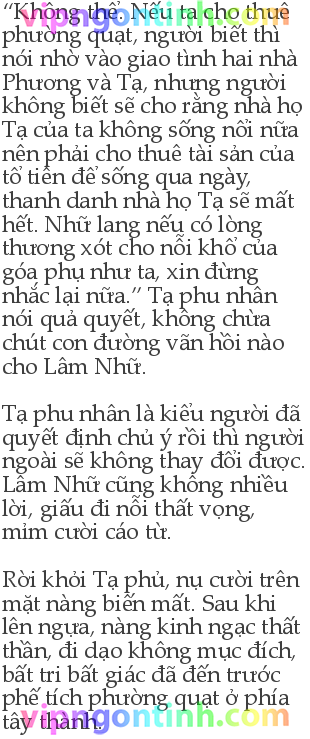 “Không thể. Nếu ta cho thuê
phường quạt, người biết thì
nói nhờ vào giao tình hai nhà
Phương và Tạ, nhưng người
không biết sẽ cho rằng nhà họ
Tạ của ta không sống nổi nữa
nên phải cho thuê tài sản của
tổ tiên để sống qua ngày,
thanh danh nhà họ Tạ sẽ mất
hết. Nhữ lang nếu có lòng
thương xót cho nỗi khổ của
góa phụ như ta, xin đừng
nhắc lại nữa.” Tạ phu nhân
nói quả quyết, không chừa
chút con đường vãn hồi nào
cho Lâm Nhữ.
Tạ phu nhân là kiểu người đã
quyết định chủ ý rồi thì người
ngoài sẽ không thay đổi được.
Lâm Nhữ cũng không nhiều
lời, giấu đi nỗi thất vọng,
mỉm cười cáo từ.
Rời khỏi Tạ phủ, nụ cười trên
mặt nàng biến mất. Sau khi
lên ngựa, nàng kinh ngạc thất
thần, đi dạo không mục đích,
bất tri bất giác đã đến trước
phế tích phường quạt ở phía
tây thành.
vipngontinh.com
vipngontinh.com